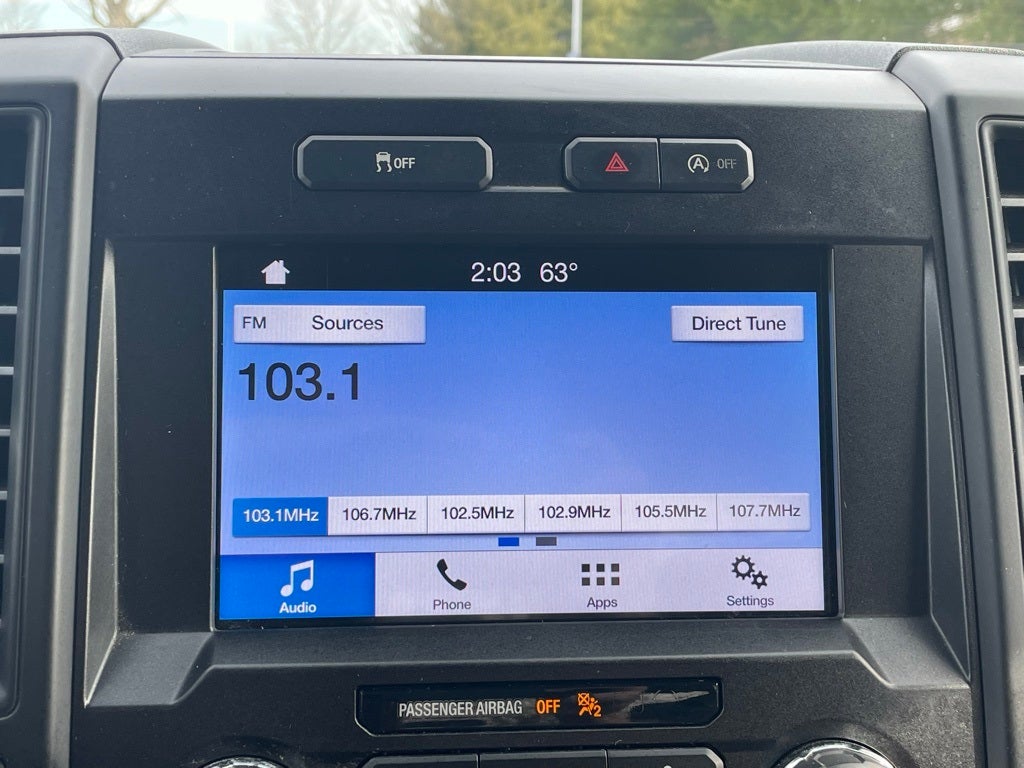 OFF
A OFF
2:03 63°
FM Sources Direct Tune
103.1
103.1MHz 106.7MHz 102.5MHz 102.9MHz 105.5MHz 107.7MHz
Audio Phone Apps Settings
PASSENGER AIRBAG OFF 2